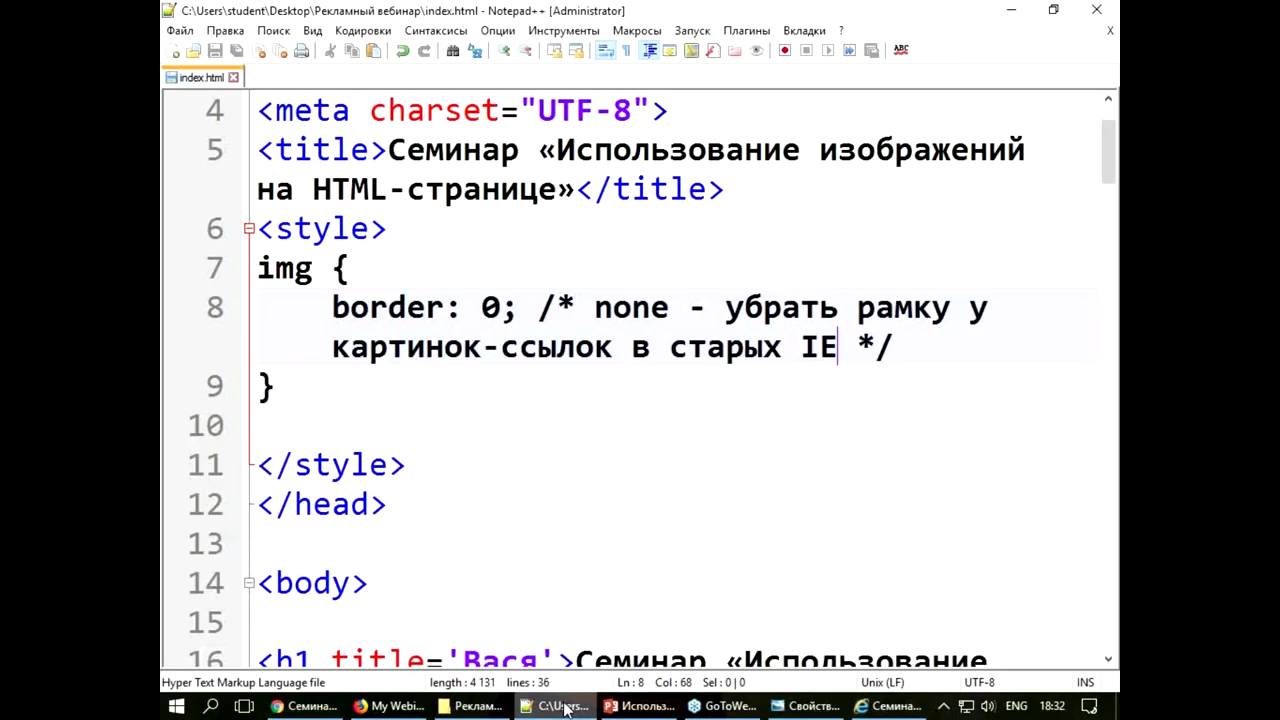 C:\Users\student\Desktop\Рекламный вебинар\index.html - Notepad++ [Administrator]
Файл Правка Поиск Вид Кодировки Синтаксисы Опции Инструменты Макросы Запуск Плагины Вкладки ? X
ABC
index.html
4 <meta charset="UTF-8">
5 <title>Семинар «Использование изображений
на HTML-странице»</title>
6 <style>
7 img {
8 border: 0; /* none - убрать рамку у
картинок-ссылок в старых IE */
9 }
10
11 </style>
12 </head>
13
14 <body>
15
16 <h1 title='Вася'>Семинар «Использование
Hyper Text Markup Language file length : 4 131 lines : 36 Ln : 8 Col : 68 Sel : 0 | 0 Unix (LF) UTF-8 INS
Семина... My Webi... Реклам... C:\Users... Использ... GoToWe... Свойств... Семина... ENG 18:32